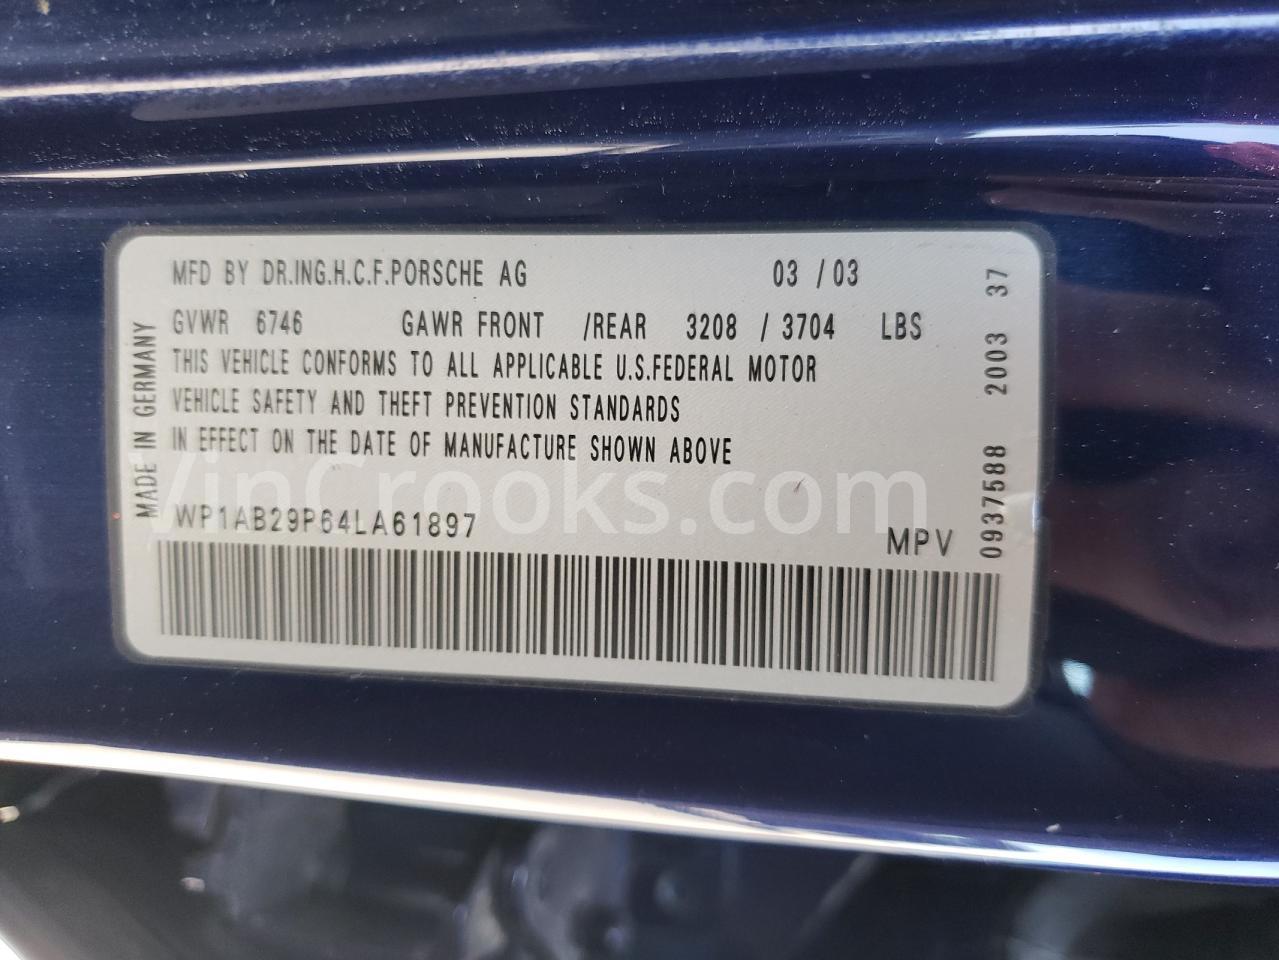 MFD BY DR.ING.H.C.F.PORSCHE AG 03 / 03
GVWR 6746 GAWR FRONT /REAR 3208 / 3704 LBS
THIS VEHICLE CONFORMS TO ALL APPLICABLE U.S.FEDERAL MOTOR
VEHICLE SAFETY AND THEFT PREVENTION STANDARDS
IN EFFECT ON THE DATE OF MANUFACTURE SHOWN ABOVE
WP1AB29P64LA61897
MPV
MADE IN GERMANY
0937588 2003 37
VinCrooks.com